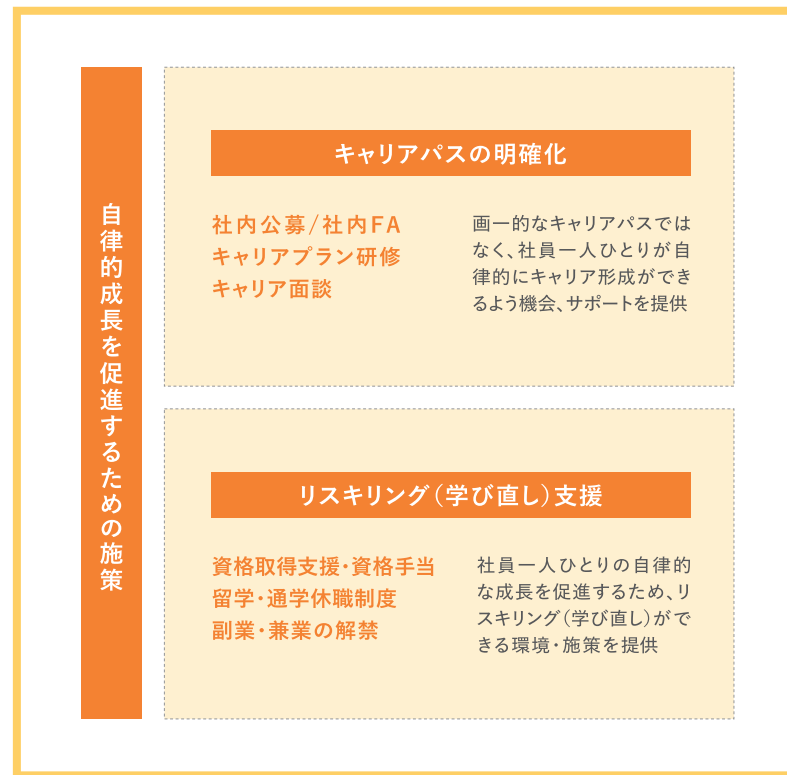 自律的成長を促進するための施策
キャリアパスの明確化
社内公募/社内FA
キャリアプラン研修
キャリア面談
画一的なキャリアパスでは
なく、社員一人ひとりが自
律的にキャリア形成ができ
るよう機会、サポートを提供
リスキリング(学び直し)支援
資格取得支援・資格手当
留学・通学休職制度
副業・兼業の解禁
社員一人ひとりの自律的
な成長を促進するため、リ
スキリング(学び直し)がで
きる環境・施策を提供